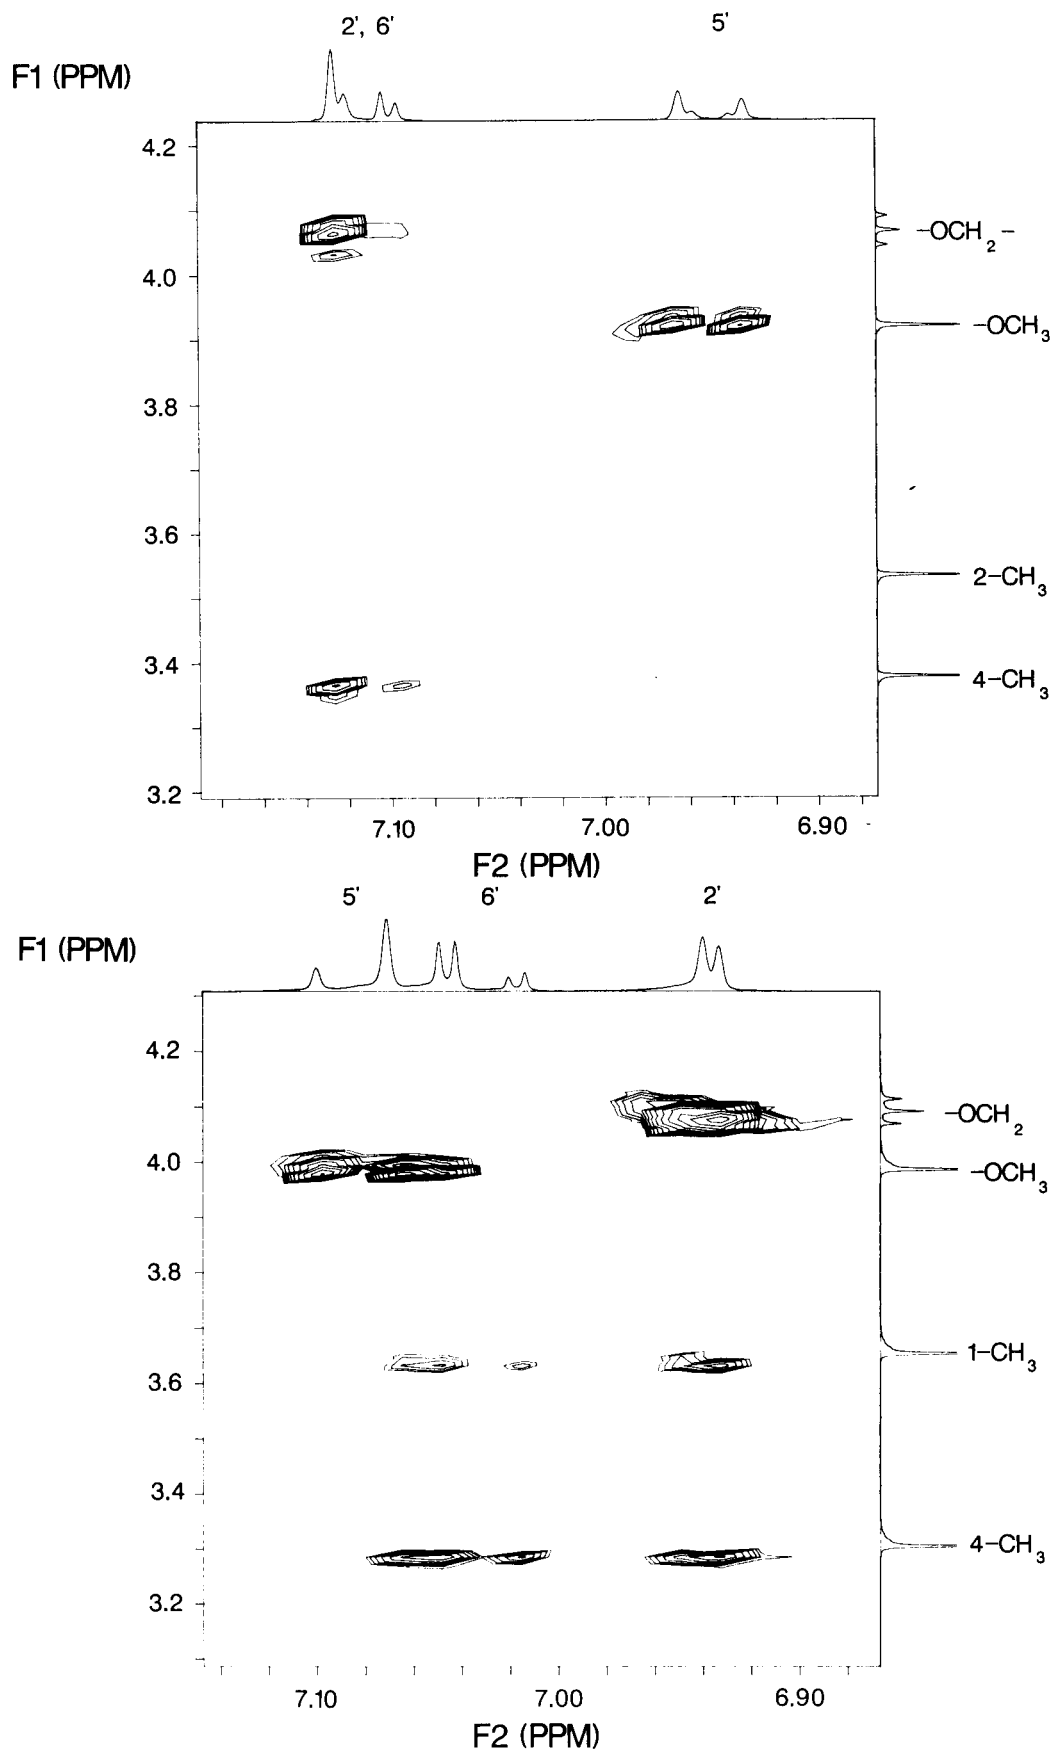 2', 6' 5'
F1 (PPM)
4.2
4.0
3.8
3.6
3.4
3.2
-OCH2-
-OCH3
2-CH3
4-CH3
7.10 7.00 6.90
F2 (PPM)
5' 6' 2'
F1 (PPM)
4.2
4.0
3.8
3.6
3.4
3.2
-OCH2
-OCH3
1-CH3
4-CH3
7.10 7.00 6.90
F2 (PPM)